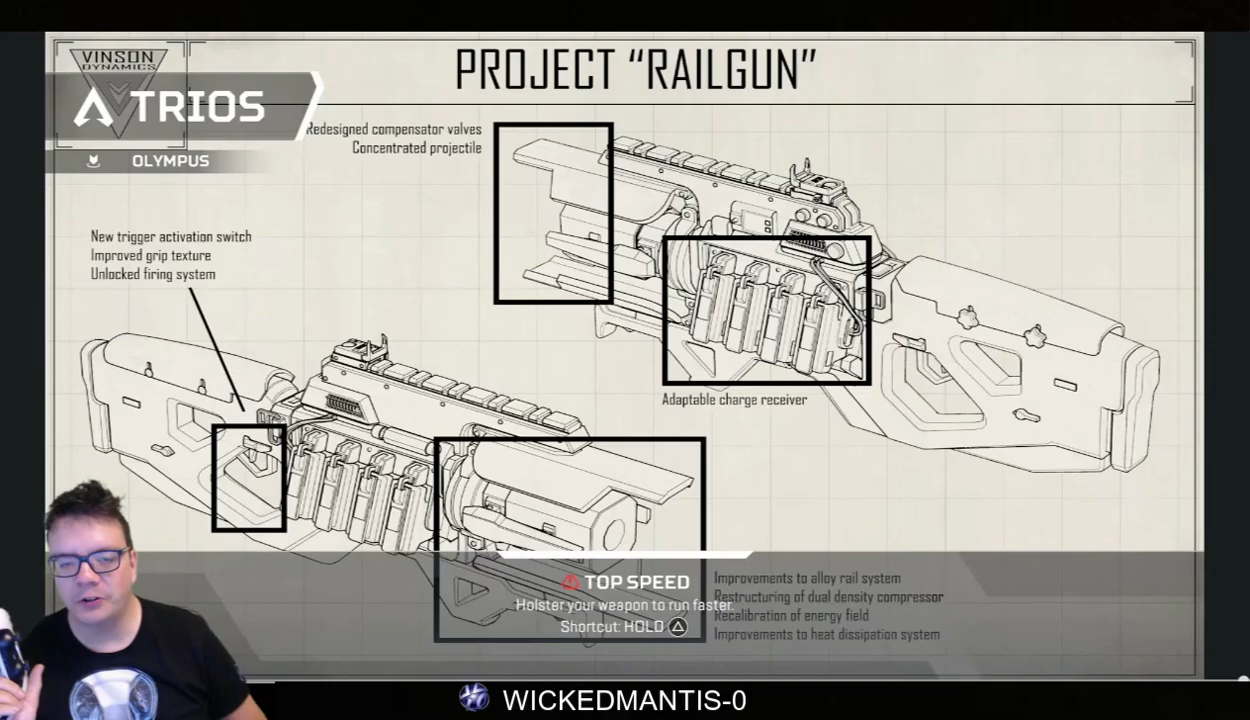 VINSON
DYNAMICS
TRIOS
OLYMPUS
PROJECT “RAILGUN”
Redesigned compensator valves
Concentrated projectile
New trigger activation switch
Improved grip texture
Unlocked firing system
Adaptable charge receiver
TOP SPEED
Holster your weapon to run faster.
Shortcut: HOLD
Improvements to alloy rail system
Restructuring of dual density compressor
Recalibration of energy field
Improvements to heat dissipation system
WICKEDMANTIS-0